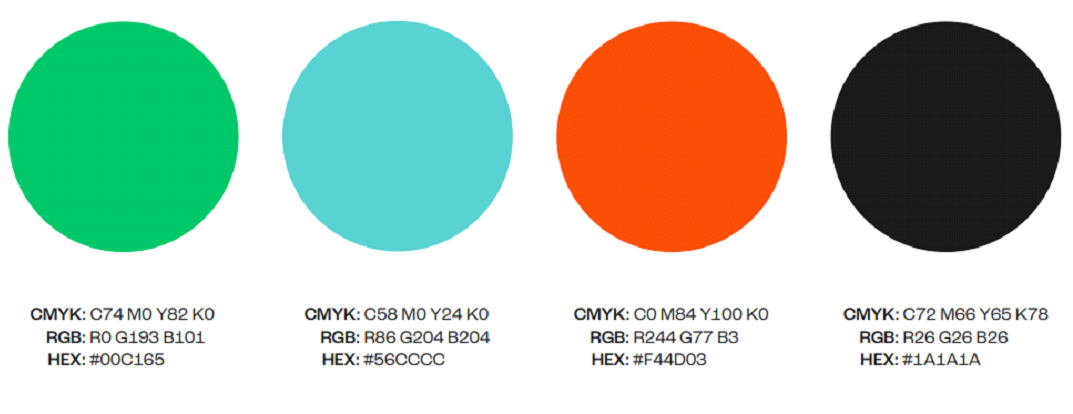 CMYK: C74 M0 Y82 K0
RGB: R0 G193 B101
HEX: #00C165
CMYK: C58 M0 Y24 K0
RGB: R86 G204 B204
HEX: #56CCCC
CMYK: C0 M84 Y100 K0
RGB: R244 G77 B3
HEX: #F44D03
CMYK: C72 M66 Y65 K78
RGB: R26 G26 B26
HEX: #1A1A1A